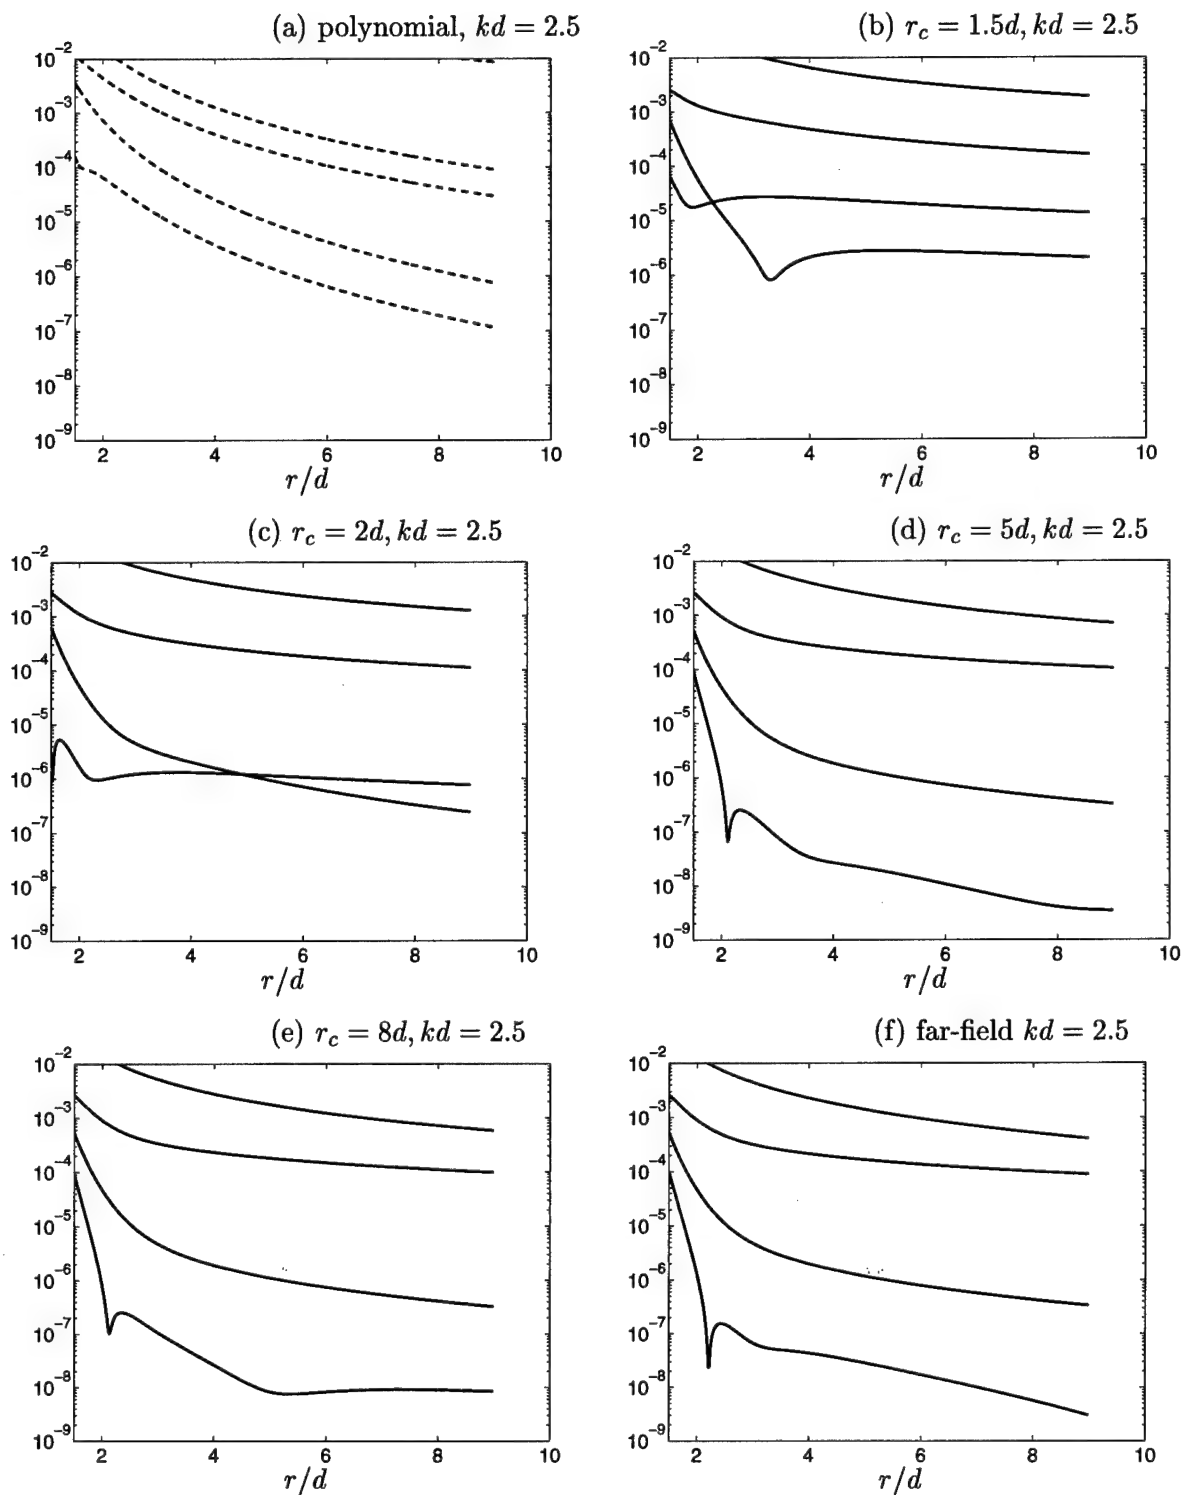 (a) polynomial, kd = 2.5
10⁻²
10⁻³
10⁻⁴
10⁻⁵
10⁻⁶
10⁻⁷
10⁻⁸
10⁻⁹
2 4 6 8 10
r/d
(b) r_c = 1.5d, kd = 2.5
10⁻²
10⁻³
10⁻⁴
10⁻⁵
10⁻⁶
10⁻⁷
10⁻⁸
10⁻⁹
2 4 6 8 10
r/d
(c) r_c = 2d, kd = 2.5
10⁻²
10⁻³
10⁻⁴
10⁻⁵
10⁻⁶
10⁻⁷
10⁻⁸
10⁻⁹
2 4 6 8 10
r/d
(d) r_c = 5d, kd = 2.5
10⁻²
10⁻³
10⁻⁴
10⁻⁵
10⁻⁶
10⁻⁷
10⁻⁸
10⁻⁹
2 4 6 8 10
r/d
(e) r_c = 8d, kd = 2.5
10⁻²
10⁻³
10⁻⁴
10⁻⁵
10⁻⁶
10⁻⁷
10⁻⁸
10⁻⁹
2 4 6 8 10
r/d
(f) far-field kd = 2.5
10⁻²
10⁻³
10⁻⁴
10⁻⁵
10⁻⁶
10⁻⁷
10⁻⁸
10⁻⁹
2 4 6 8 10
r/d